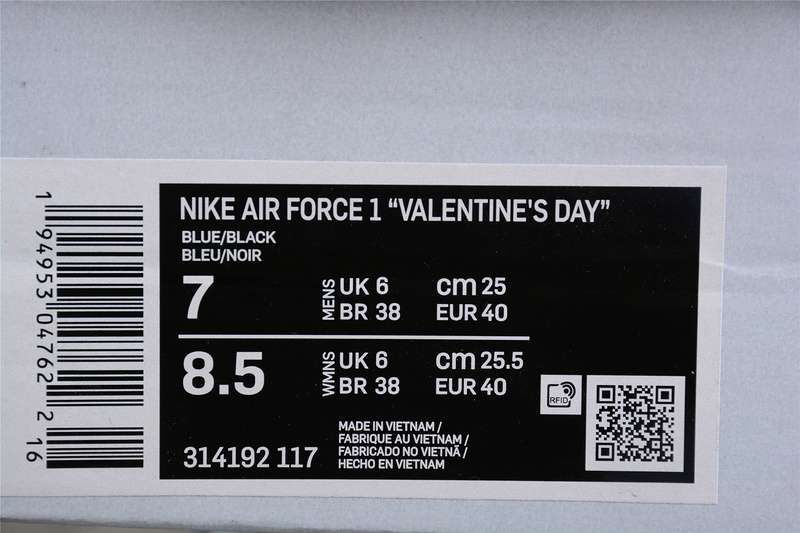 1 94953 04762 2 16
NIKE AIR FORCE 1 “VALENTINE'S DAY”
BLUE/BLACK
BLEU/NOIR
7
MENS
UK 6
cm 25
BR 38
EUR 40
8.5
WMNS
UK 6
cm 25.5
BR 38
EUR 40
RFID
314192 117
MADE IN VIETNAM /
FABRIQUE AU VIETNAM /
FABRICADO NO VIETNÃ /
HECHO EN VIETNAM